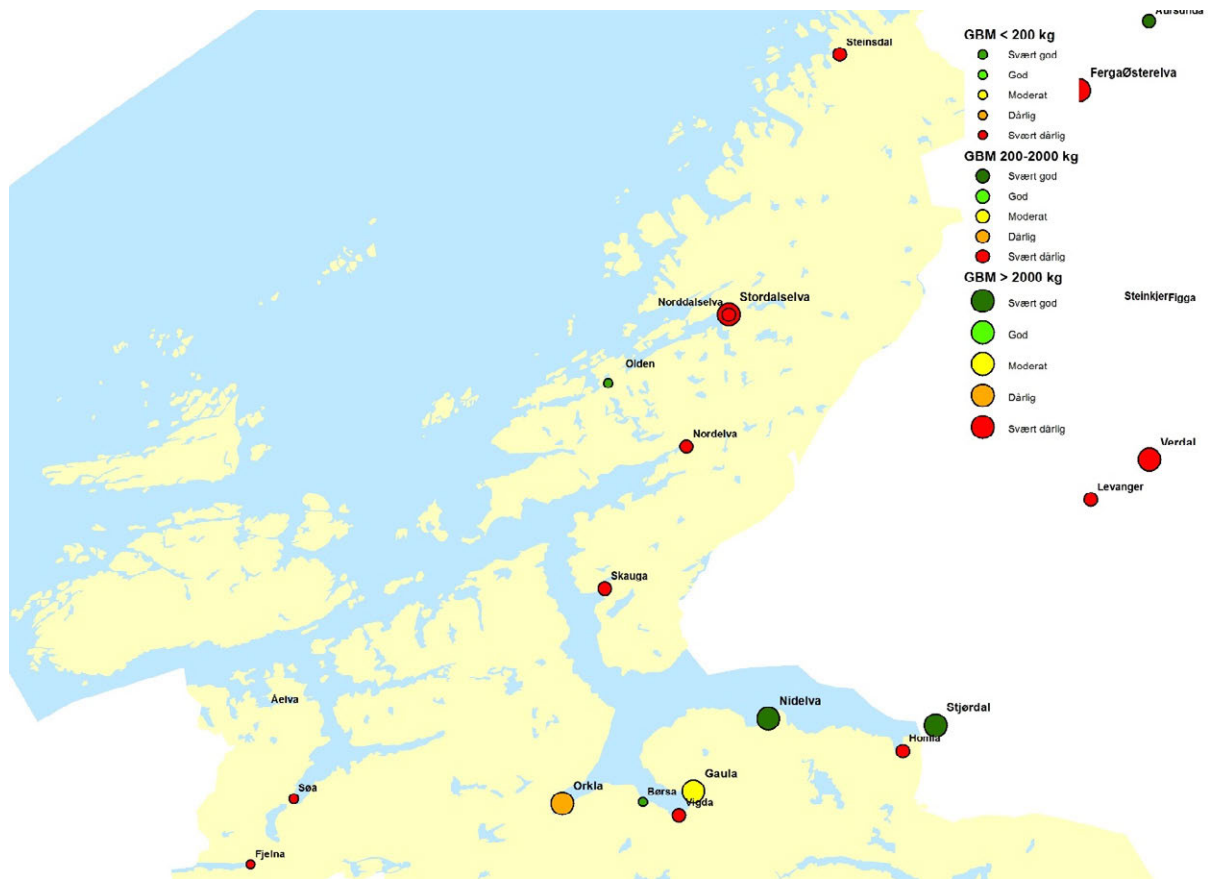 Aursunda
Steinsdal
GBM < 200 kg
Svært god
God
Moderat
Dårlig
Svært dårlig
FergaØsterelva
GBM 200-2000 kg
Svært god
God
Moderat
Dårlig
Svært dårlig
GBM > 2000 kg
Svært god
God
Moderat
Dårlig
Svært dårlig
Norddalselva
Stordalselva
SteinkjerFigga
Olden
Nordelva
Verdal
Levanger
Skauga
Åelva
Nidelva
Stjørdal
Homla
Søa
Orkla
Børsa
Gaula
Vigda
Fjelna